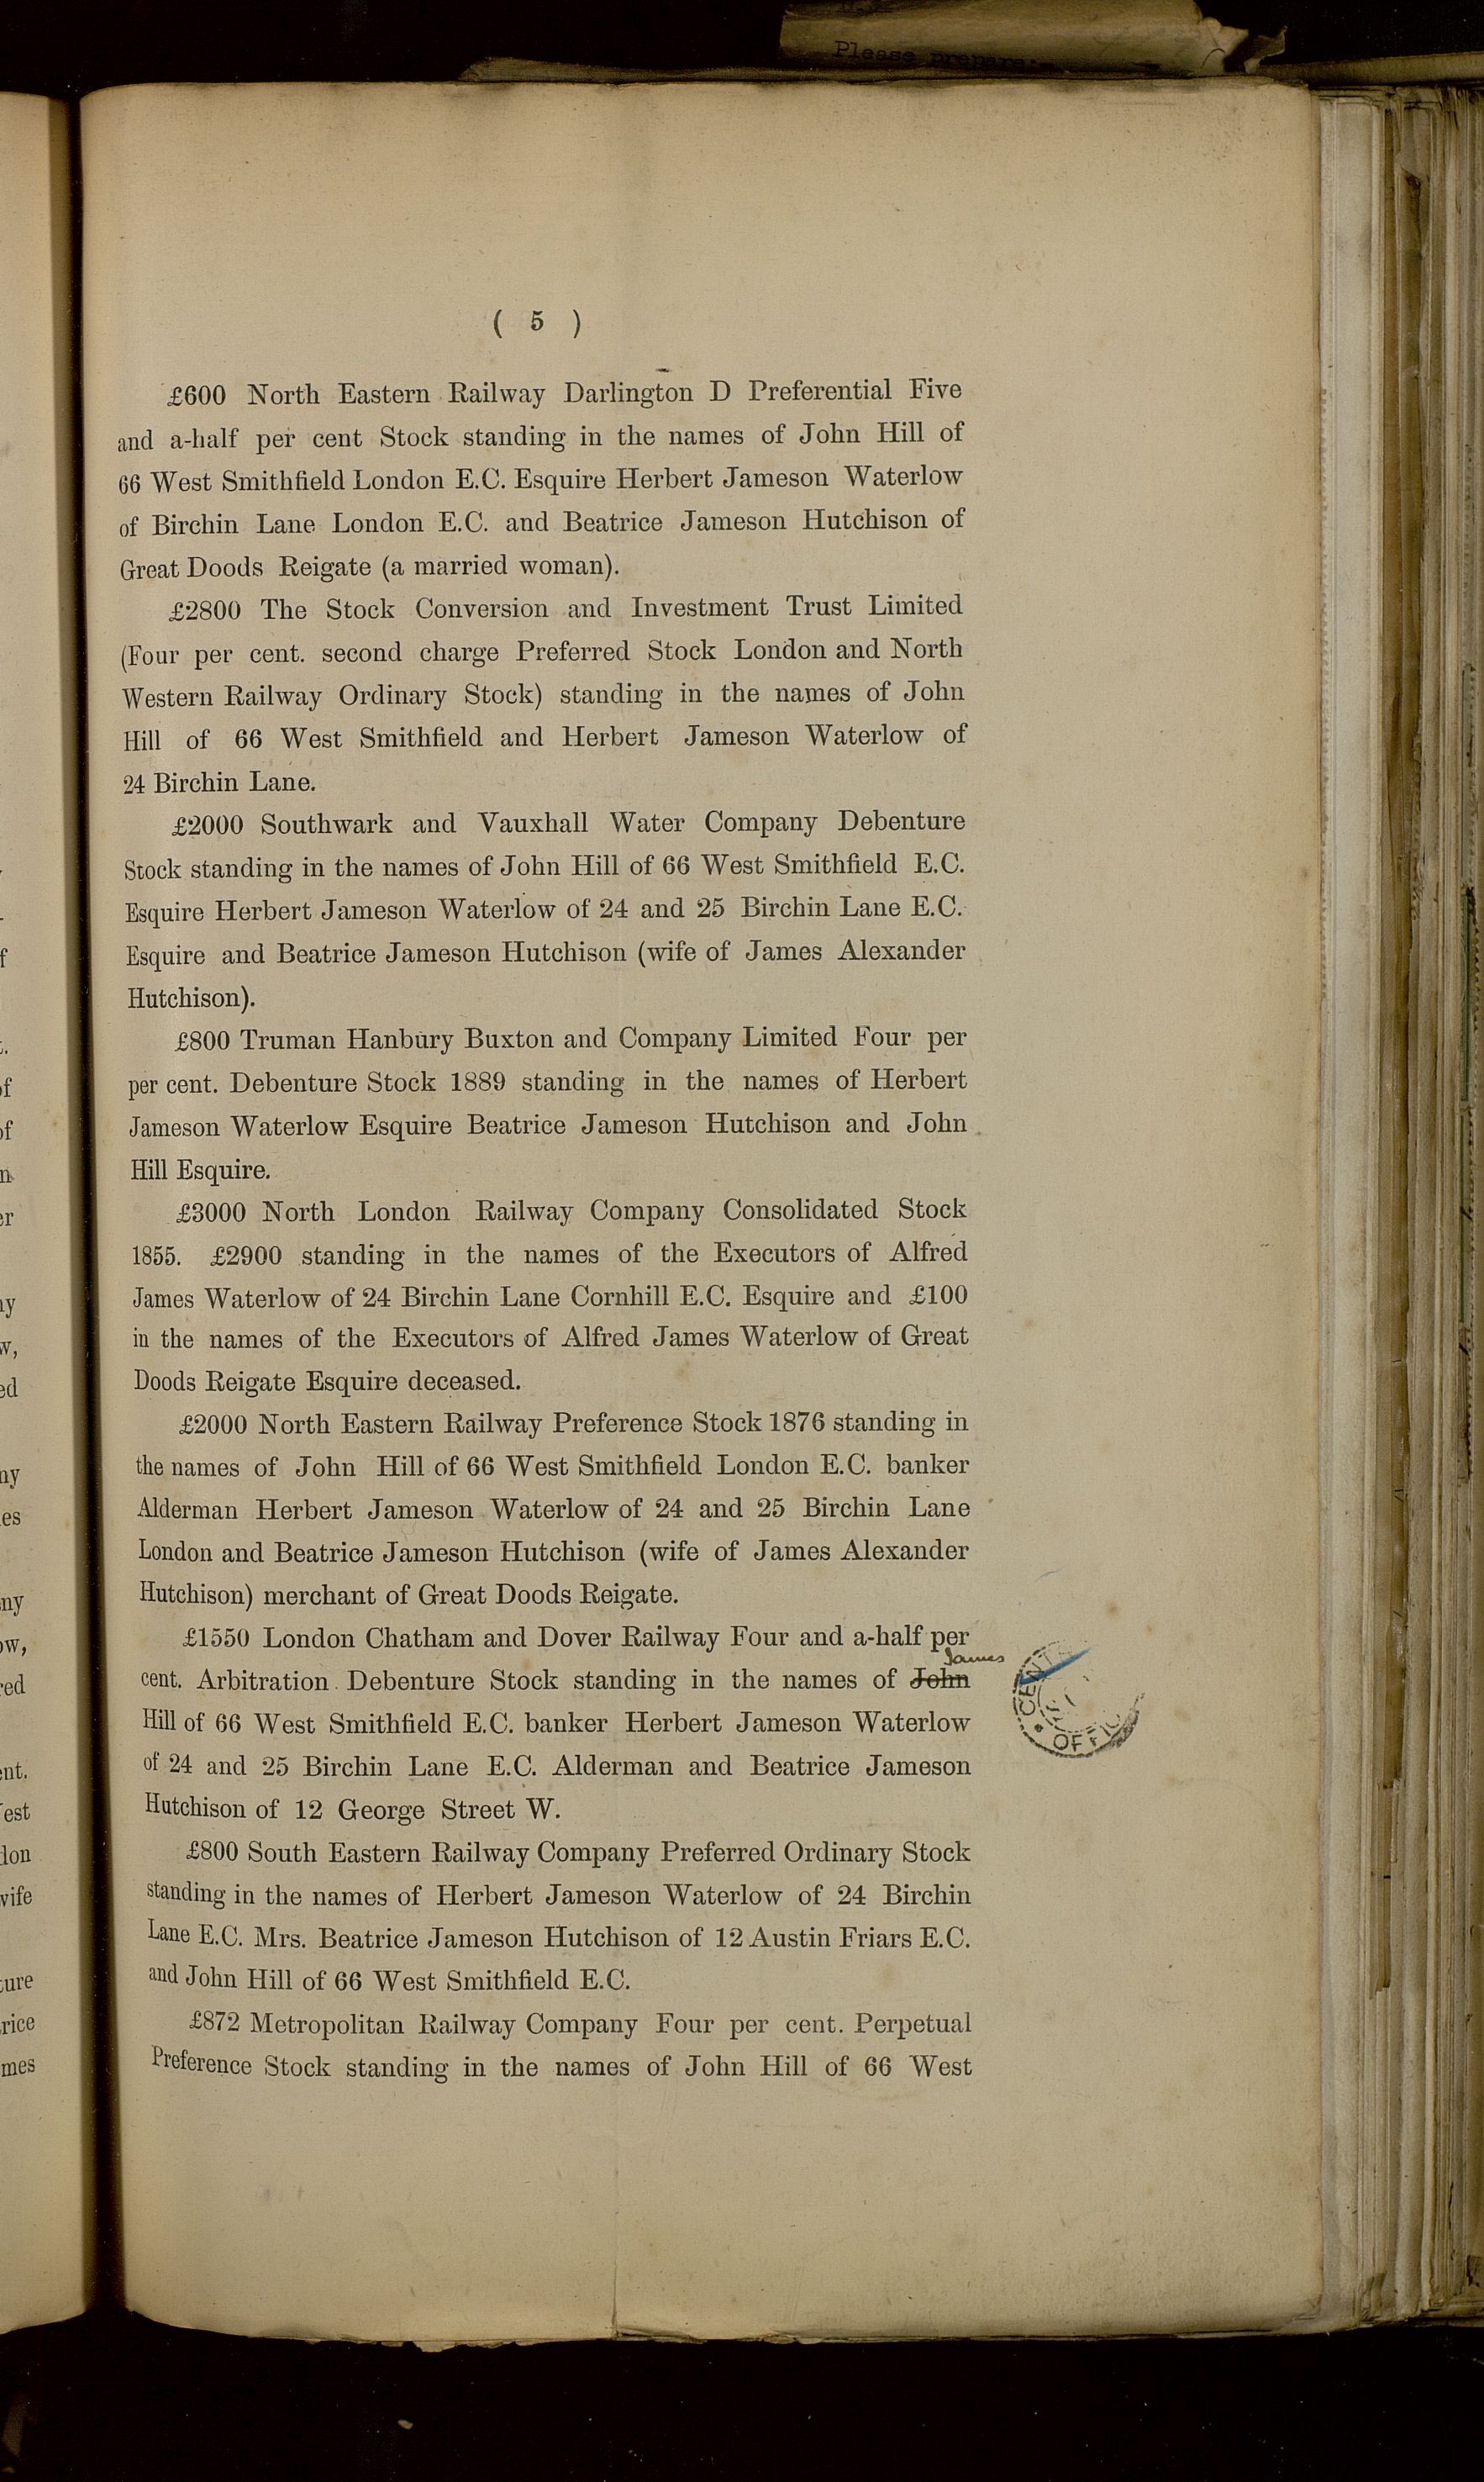 Please prepare:-
( 5 )
£600 North Eastern Railway Darlington D Preferential Five
and a-half per cent Stock standing in the names of John Hill of
66 West Smithfield London E.C. Esquire Herbert Jameson Waterlow
of Birchin Lane London E.C. and Beatrice Jameson Hutchison of
Great Doods Reigate (a married woman).
£2800 The Stock Conversion and Investment Trust Limited
(Four per cent. second charge Preferred Stock London and North
Western Railway Ordinary Stock) standing in the names of John
Hill of 66 West Smithfield and Herbert Jameson Waterlow of
24 Birchin Lane.
£2000 Southwark and Vauxhall Water Company Debenture
Stock standing in the names of John Hill of 66 West Smithfield E.C.
Esquire Herbert Jameson Waterlow of 24 and 25 Birchin Lane E.C.
Esquire and Beatrice Jameson Hutchison (wife of James Alexander
Hutchison).
£800 Truman Hanbury Buxton and Company Limited Four per
per cent. Debenture Stock 1889 standing in the names of Herbert
Jameson Waterlow Esquire Beatrice Jameson Hutchison and John
Hill Esquire.
£3000 North London Railway Company Consolidated Stock
1855. £2900 standing in the names of the Executors of Alfred
James Waterlow of 24 Birchin Lane Cornhill E.C. Esquire and £100
in the names of the Executors of Alfred James Waterlow of Great
Doods Reigate Esquire deceased.
£2000 North Eastern Railway Preference Stock 1876 standing in
the names of John Hill of 66 West Smithfield London E.C. banker
Alderman Herbert Jameson Waterlow of 24 and 25 Birchin Lane
London and Beatrice Jameson Hutchison (wife of James Alexander
Hutchison) merchant of Great Doods Reigate.
£1550 London Chatham and Dover Railway Four and a-half per
James
cent. Arbitration Debenture Stock standing in the names of John
Hill of 66 West Smithfield E.C. banker Herbert Jameson Waterlow
of 24 and 25 Birchin Lane E.C. Alderman and Beatrice Jameson
Hutchison of 12 George Street W.
£800 South Eastern Railway Company Preferred Ordinary Stock
standing in the names of Herbert Jameson Waterlow of 24 Birchin
Lane E.C. Mrs. Beatrice Jameson Hutchison of 12 Austin Friars E.C.
and John Hill of 66 West Smithfield E.C.
£872 Metropolitan Railway Company Four per cent. Perpetual
Preference Stock standing in the names of John Hill of 66 West